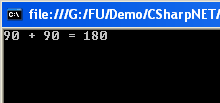 C:\ file:///G:/FU/Demo/CSharpNET/
90 + 90 = 180